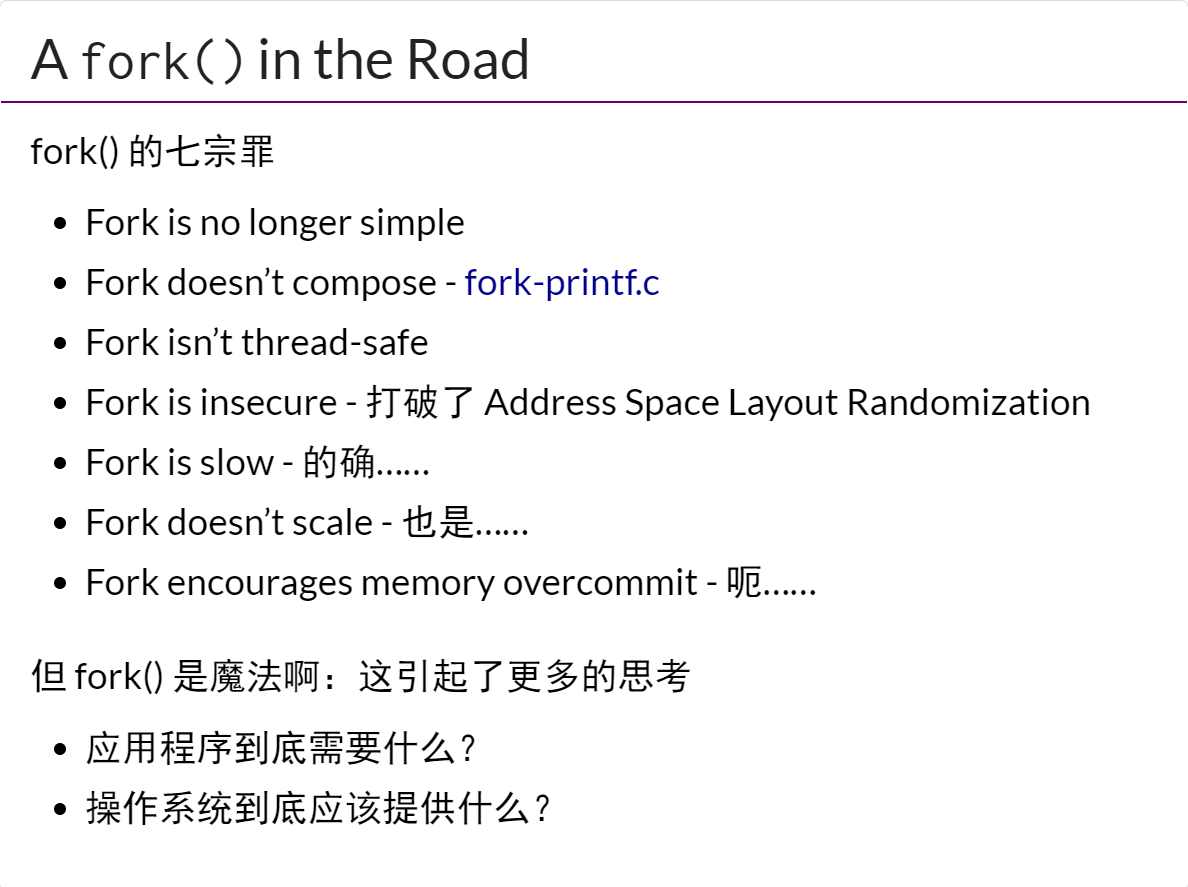 A fork() in the Road
fork() 的七宗罪
• Fork is no longer simple
• Fork doesn’t compose - fork-printf.c
• Fork isn’t thread-safe
• Fork is insecure - 打破了 Address Space Layout Randomization
• Fork is slow - 的确……
• Fork doesn’t scale - 也是……
• Fork encourages memory overcommit - 呃……
但 fork() 是魔法啊：这引起了更多的思考
• 应用程序到底需要什么？
• 操作系统到底应该提供什么？